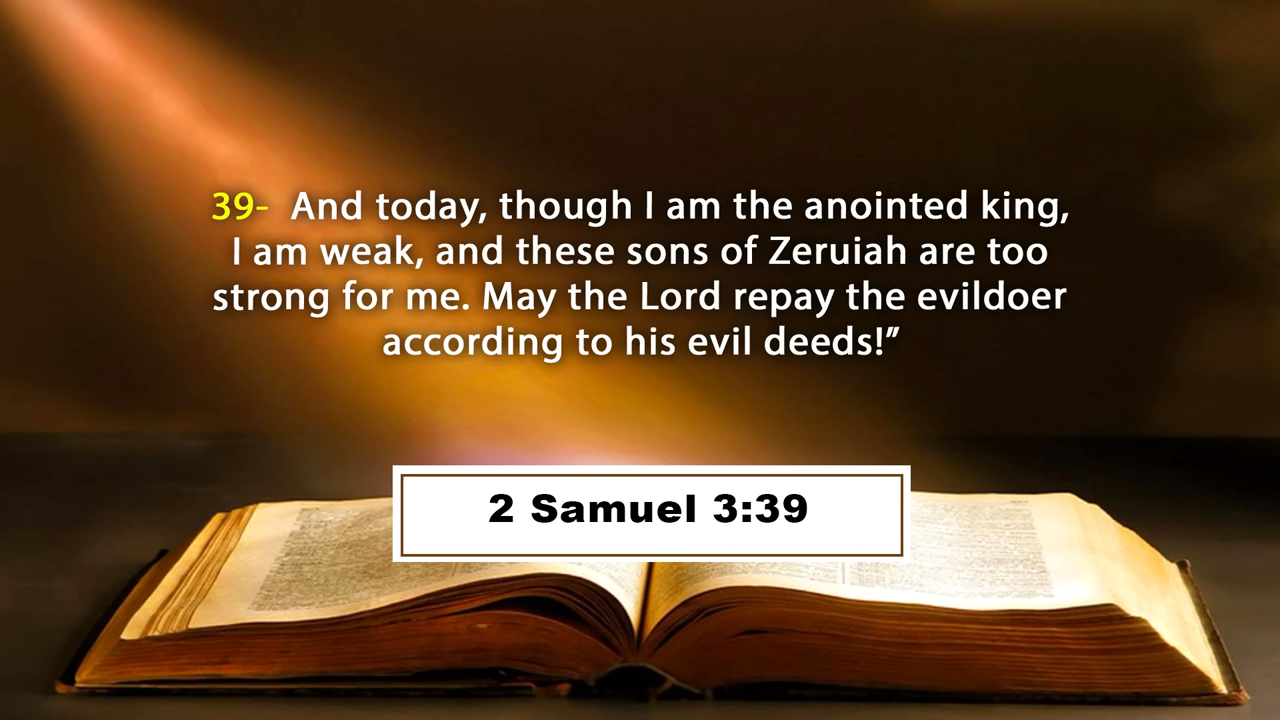 39- And today, though I am the anointed king,
I am weak, and these sons of Zeruiah are too
strong for me. May the Lord repay the evildoer
according to his evil deeds!”
2 Samuel 3:39